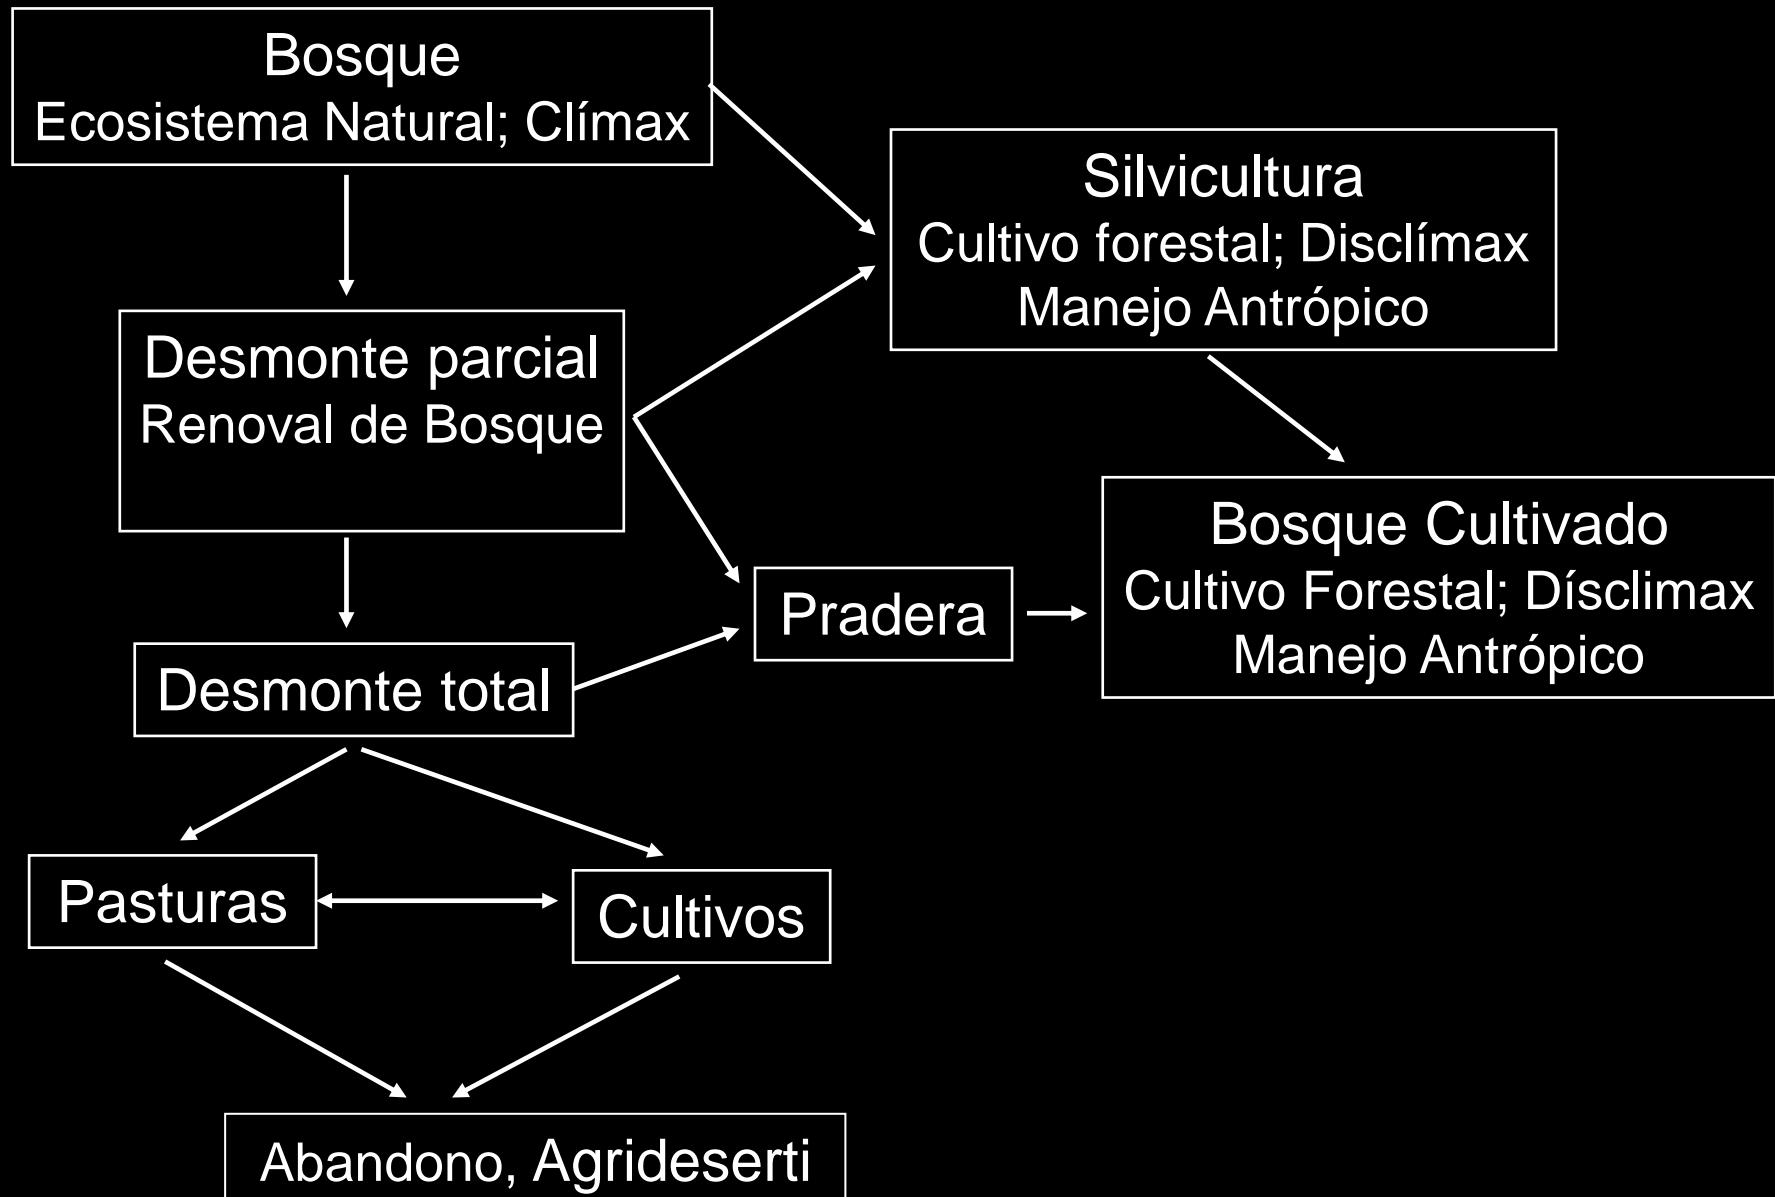 Bosque
Ecosistema Natural; Clímax
Silvicultura
Cultivo forestal; Disclímax
Manejo Antrópico
Desmonte parcial
Renoval de Bosque
Bosque Cultivado
Cultivo Forestal; Dísclimax
Manejo Antrópico
Pradera
Desmonte total
Pasturas
Cultivos
Abandono, Agrideserti